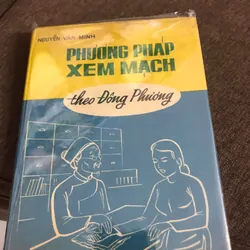 NGUYỄN VĂN MINH
PHƯƠNG PHÁP
XEM MẠCH
theo Đông Phương